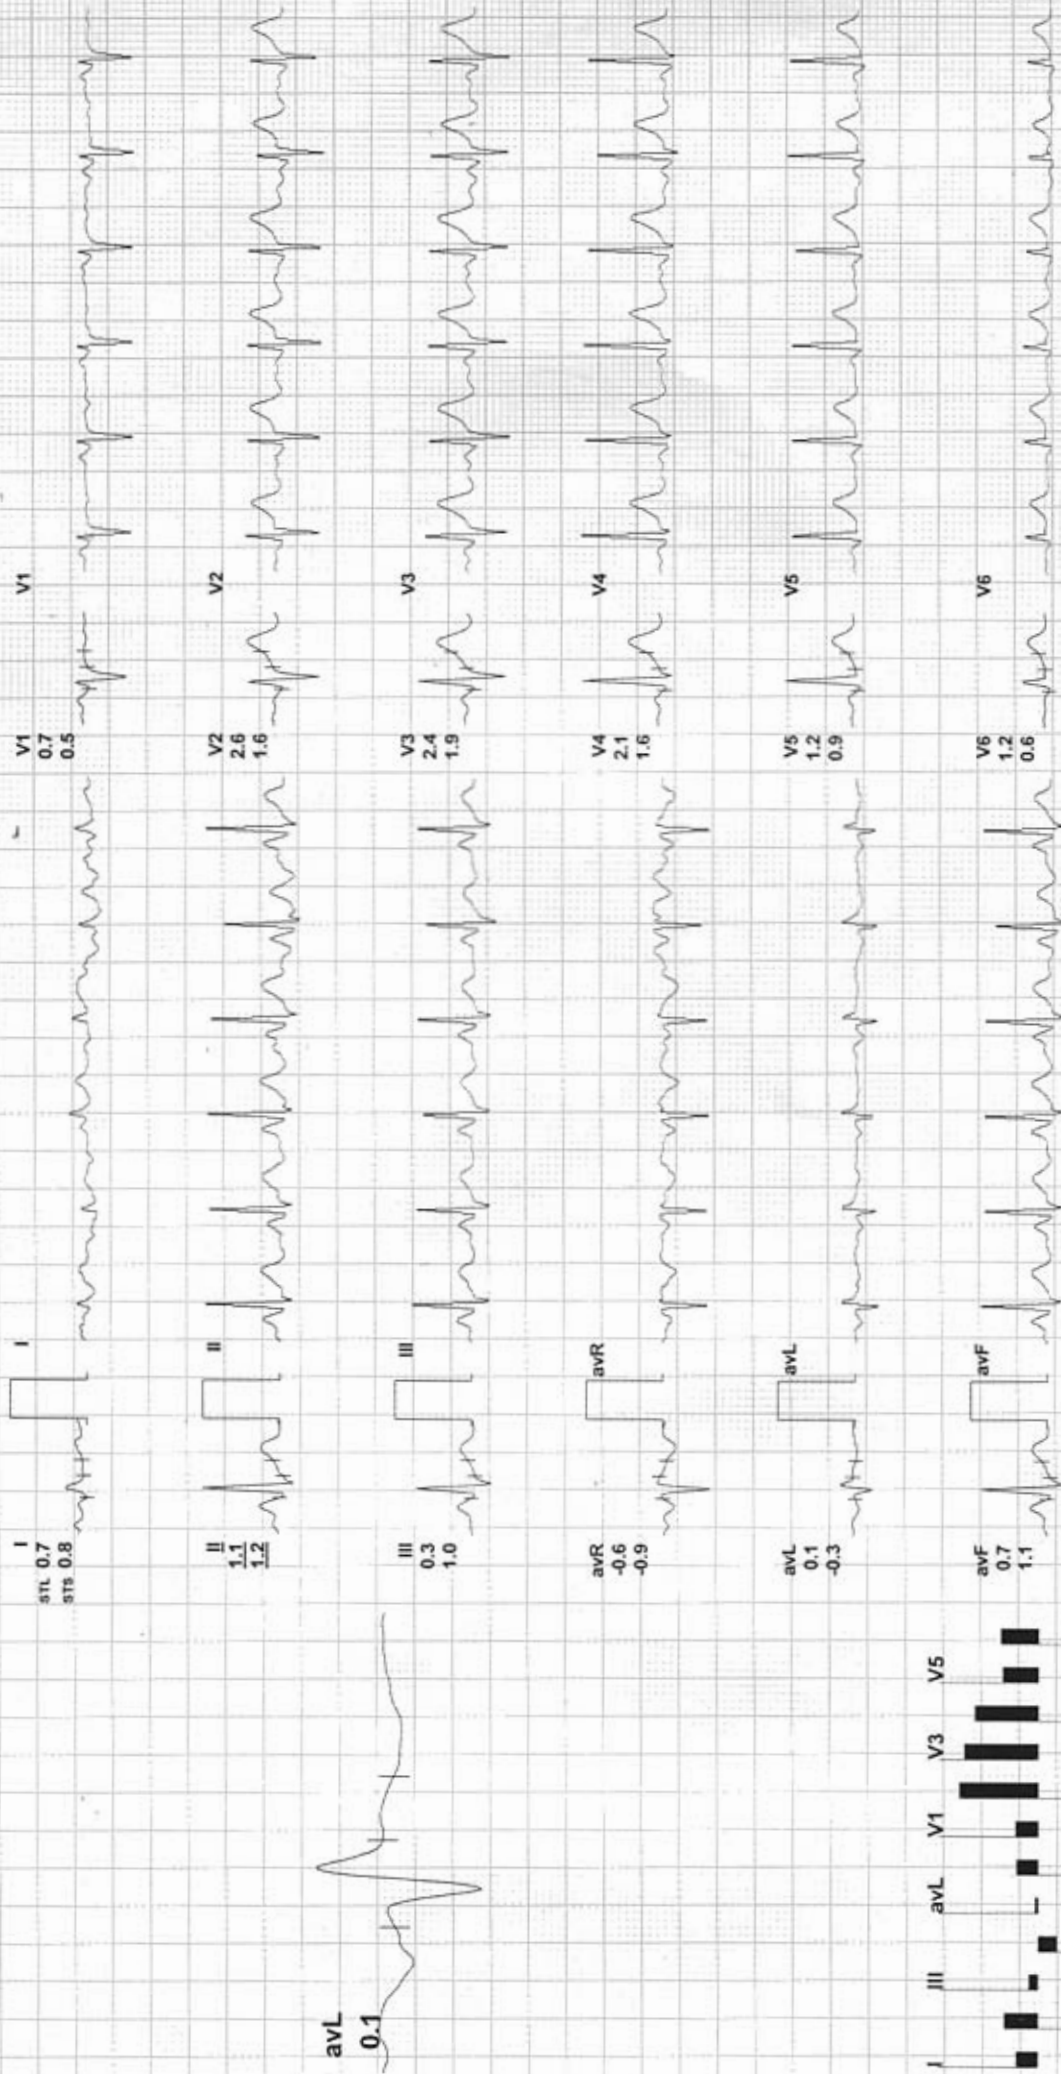 avL
0.1
I III avL V1 V3 V5
I
STL 0.7
STS 0.8
II
1.1
1.2
III
0.3
1.0
avR
-0.6
-0.9
avL
0.1
-0.3
avF
0.7
1.1
I
II
III
avR
avL
avF
V1
0.7
0.5
V2
2.6
1.6
V3
2.4
1.9
V4
2.1
1.6
V5
1.2
0.9
V6
1.2
0.6
V1
V2
V3
V4
V5
V6